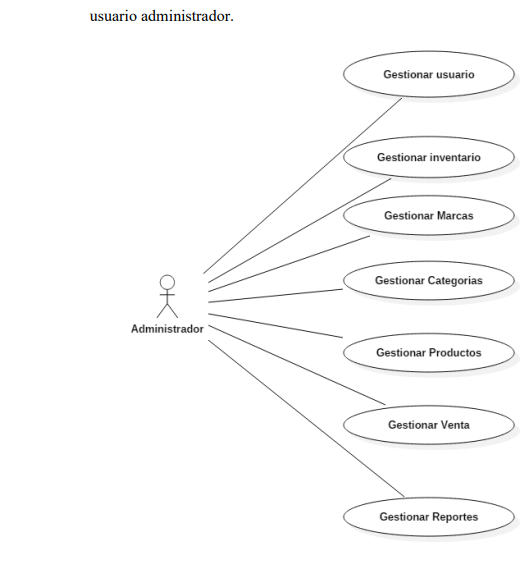 usuario administrador.
Gestionar usuario
Gestionar inventario
Gestionar Marcas
Gestionar Categorias
Administrador
Gestionar Productos
Gestionar Venta
Gestionar Reportes